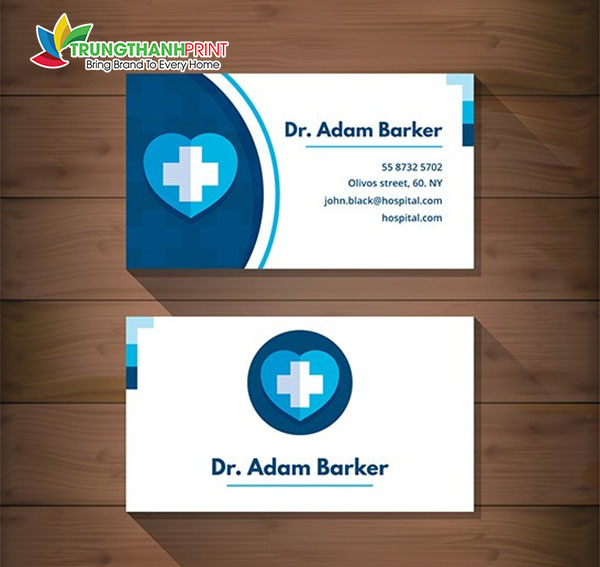 TRUNGTHANHPRINT
Bring Brand To Every Home
Dr. Adam Barker
55 8732 5702
Olivos street, 60. NY
john.black@hospital.com
hospital.com
Dr. Adam Barker